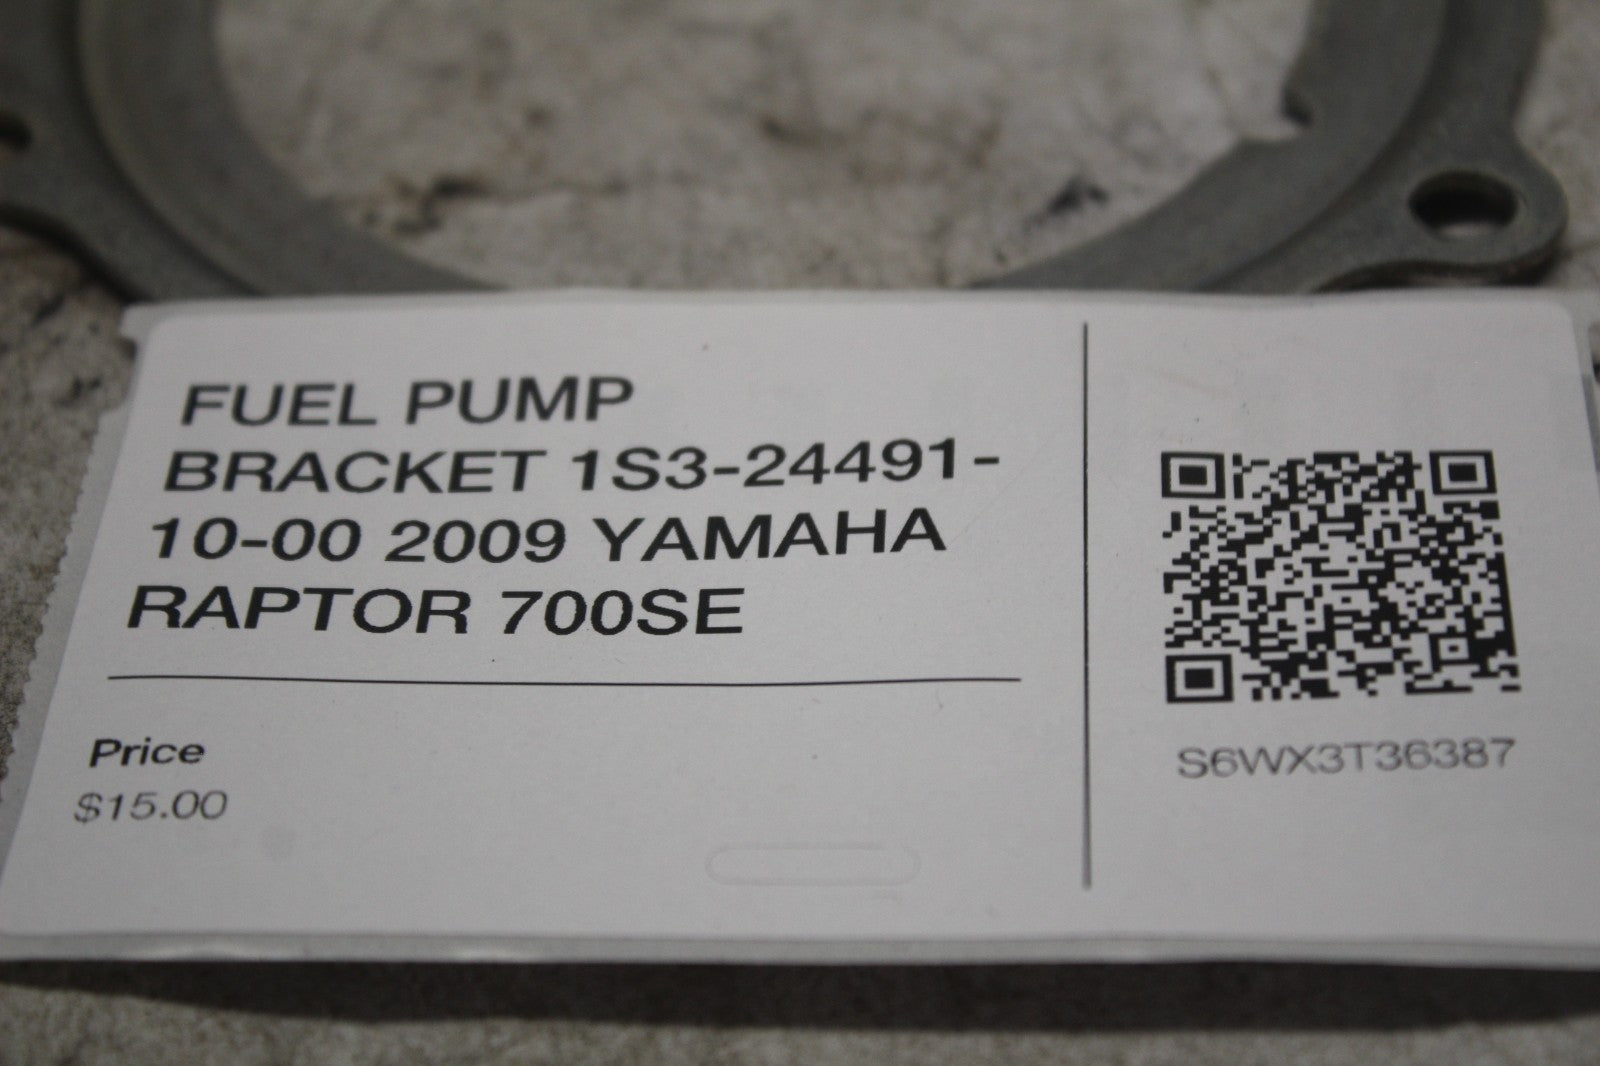 FUEL PUMP
BRACKET 1S3-24491-
10-00 2009 YAMAHA
RAPTOR 700SE
Price
$15.00
S6WX3T36387